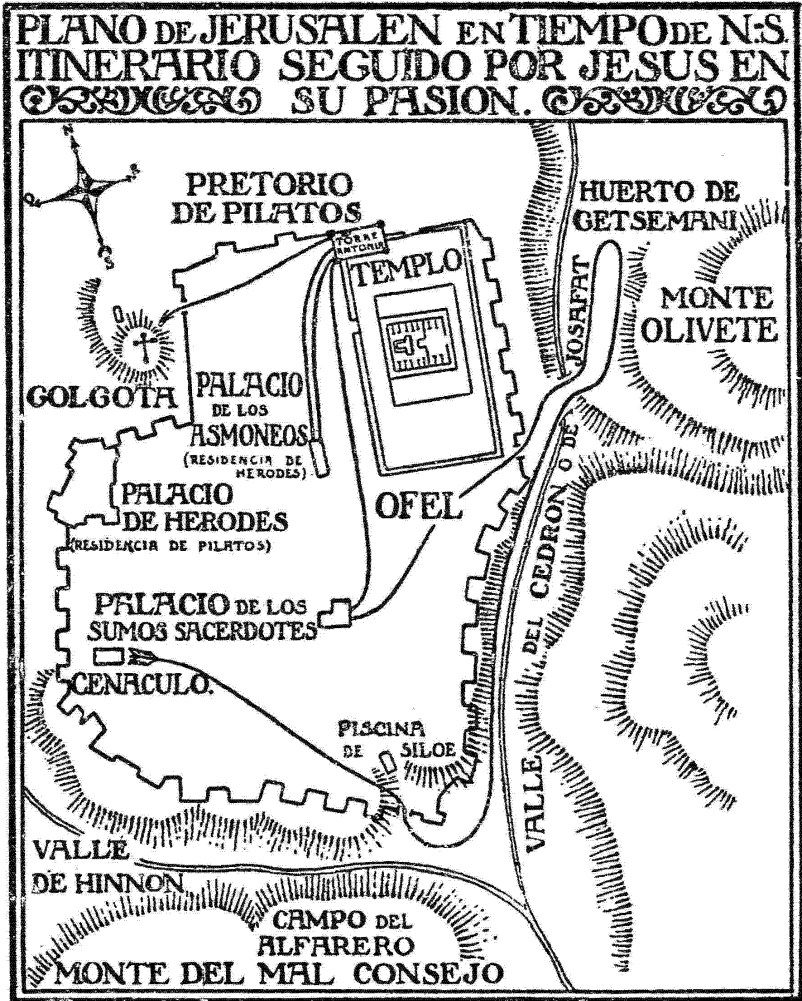 PLANO DE JERUSALEN EN TIEMPO DE N.S.
ITINERARIO SEGUIDO POR JESUS EN
SU PASION.
N
E
O
S
PRETORIO
DE PILATOS
TORRE
ANTONIA
TEMPLO
HUERTO DE
GETSEMANI
MONTE
OLIVETE
GOLGOTA
PALACIO
DE LOS
ASMONEOS
(RESIDENCIA DE
HERODES)
PALACIO
DE HERODES
(RESIDENCIA DE PILATOS)
OFEL
VALLE DEL CEDRON O DE JOSAFAT
PALACIO DE LOS
SUMOS SACERDOTES
CENACULO.
PISCINA
DE SILOE
VALLE
DE HINNON
CAMPO DEL
ALFARERO
MONTE DEL MAL CONSEJO